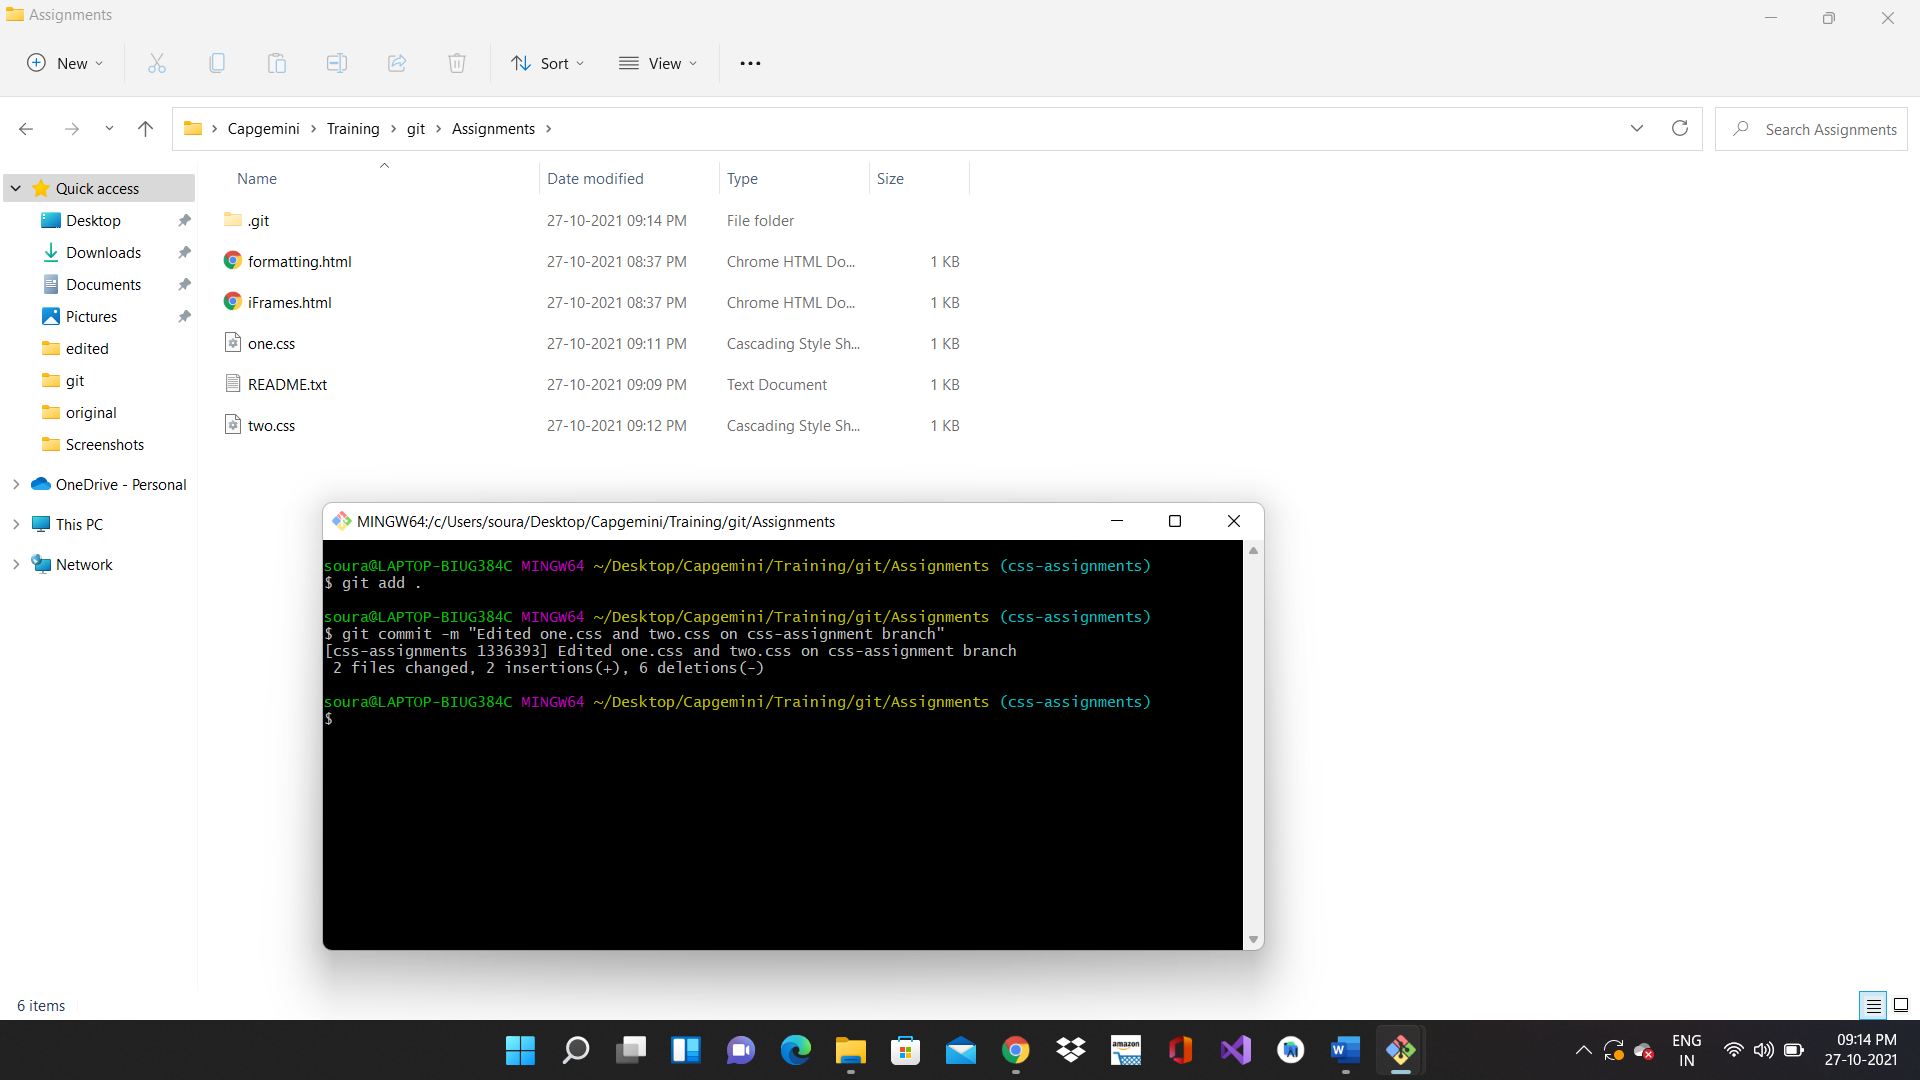 Assignments
New
Sort
View
Capgemini
Training
git
Assignments
Search Assignments
Name
Date modified
Type
Size
Quick access
Desktop
Downloads
Documents
Pictures
edited
git
original
Screenshots
OneDrive - Personal
This PC
Network
.git 27-10-2021 09:14 PM File folder
formatting.html 27-10-2021 08:37 PM Chrome HTML Do... 1 KB
iFrames.html 27-10-2021 08:37 PM Chrome HTML Do... 1 KB
one.css 27-10-2021 09:11 PM Cascading Style Sh... 1 KB
README.txt 27-10-2021 09:09 PM Text Document 1 KB
two.css 27-10-2021 09:12 PM Cascading Style Sh... 1 KB
MINGW64:/c/Users/soura/Desktop/Capgemini/Training/git/Assignments
soura@LAPTOP-BIUG384C MINGW64 ~/Desktop/Capgemini/Training/git/Assignments (css-assignments)
$ git add .
soura@LAPTOP-BIUG384C MINGW64 ~/Desktop/Capgemini/Training/git/Assignments (css-assignments)
$ git commit -m "Edited one.css and two.css on css-assignment branch"
[css-assignments 1336393] Edited one.css and two.css on css-assignment branch
2 files changed, 2 insertions(+), 6 deletions(-)
soura@LAPTOP-BIUG384C MINGW64 ~/Desktop/Capgemini/Training/git/Assignments (css-assignments)
$
6 items
amazon
W
ENG
IN
09:14 PM
27-10-2021